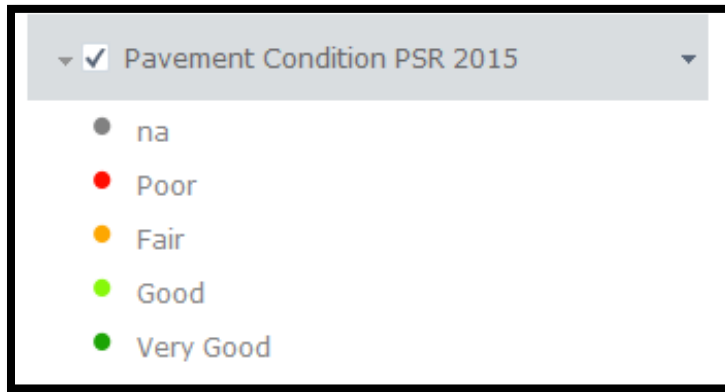 Pavement Condition PSR 2015
na
Poor
Fair
Good
Very Good